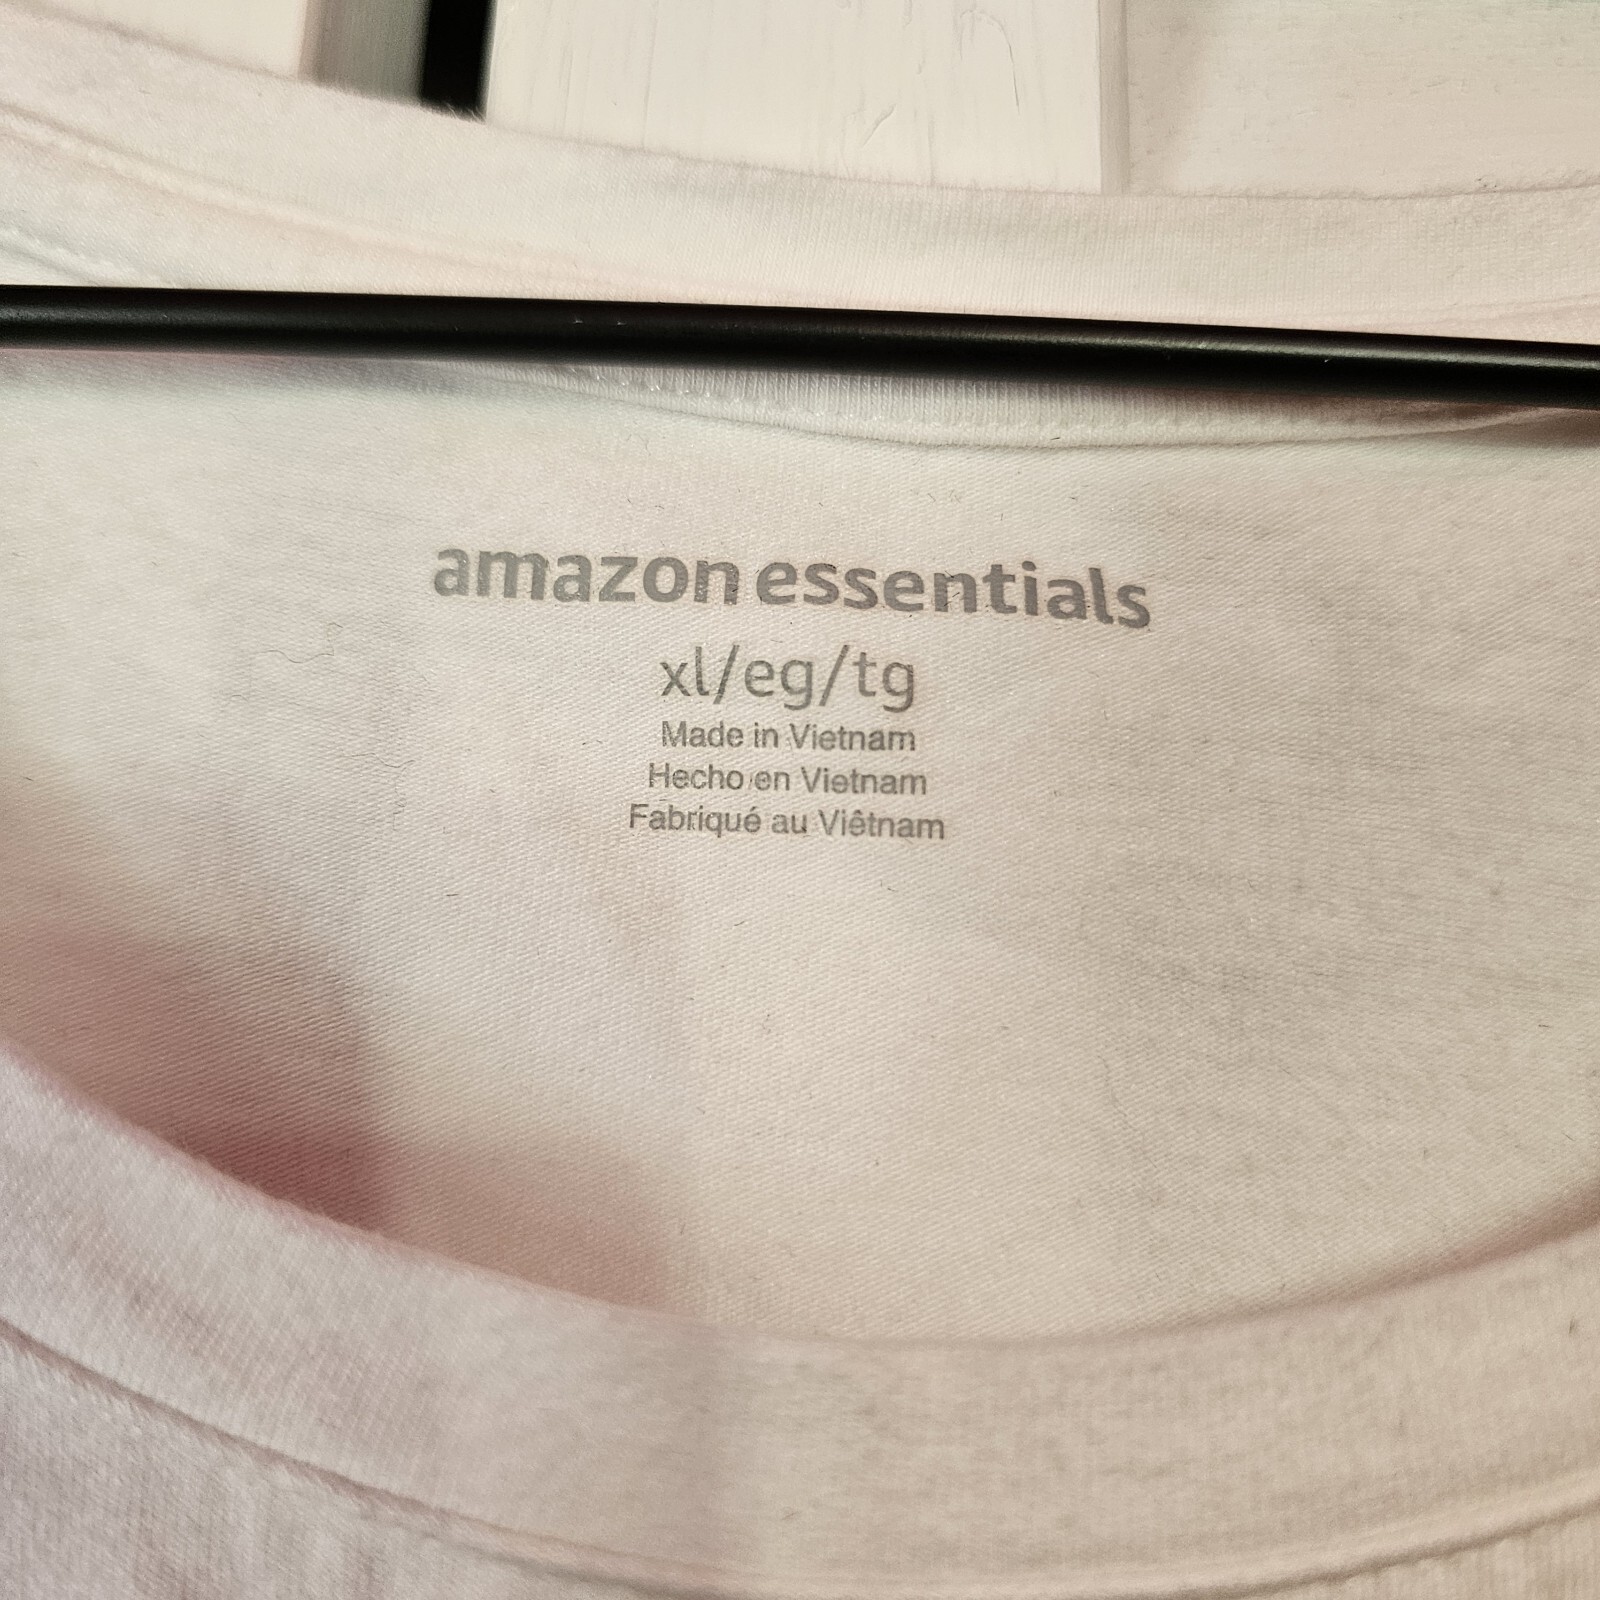 amazon essentials
xl/eg/tg
Made in Vietnam
Hecho en Vietnam
Fabriqué au Viêtnam